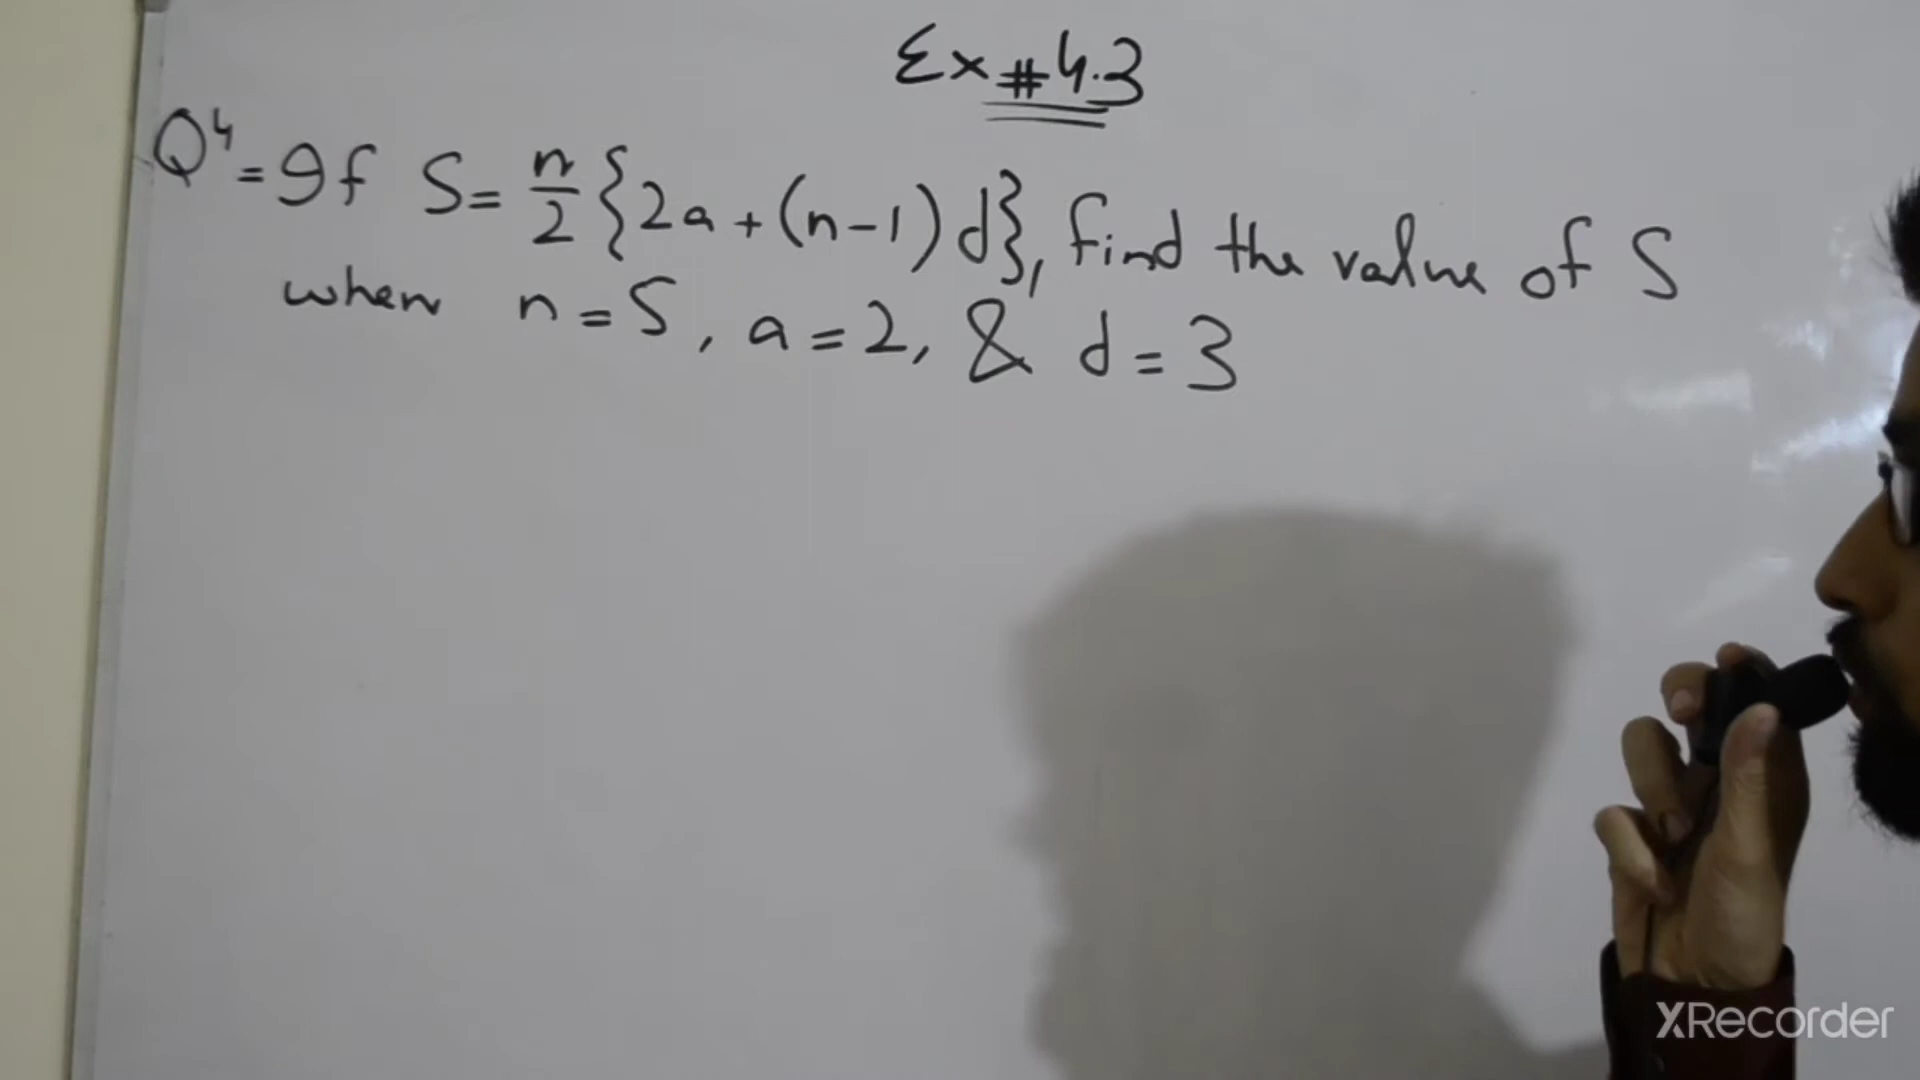 Ex#4.3
Q4= If S= n/2 {2a+(n-1)d}, find the value of S
when n=5, a=2, & d=3
XRecorder